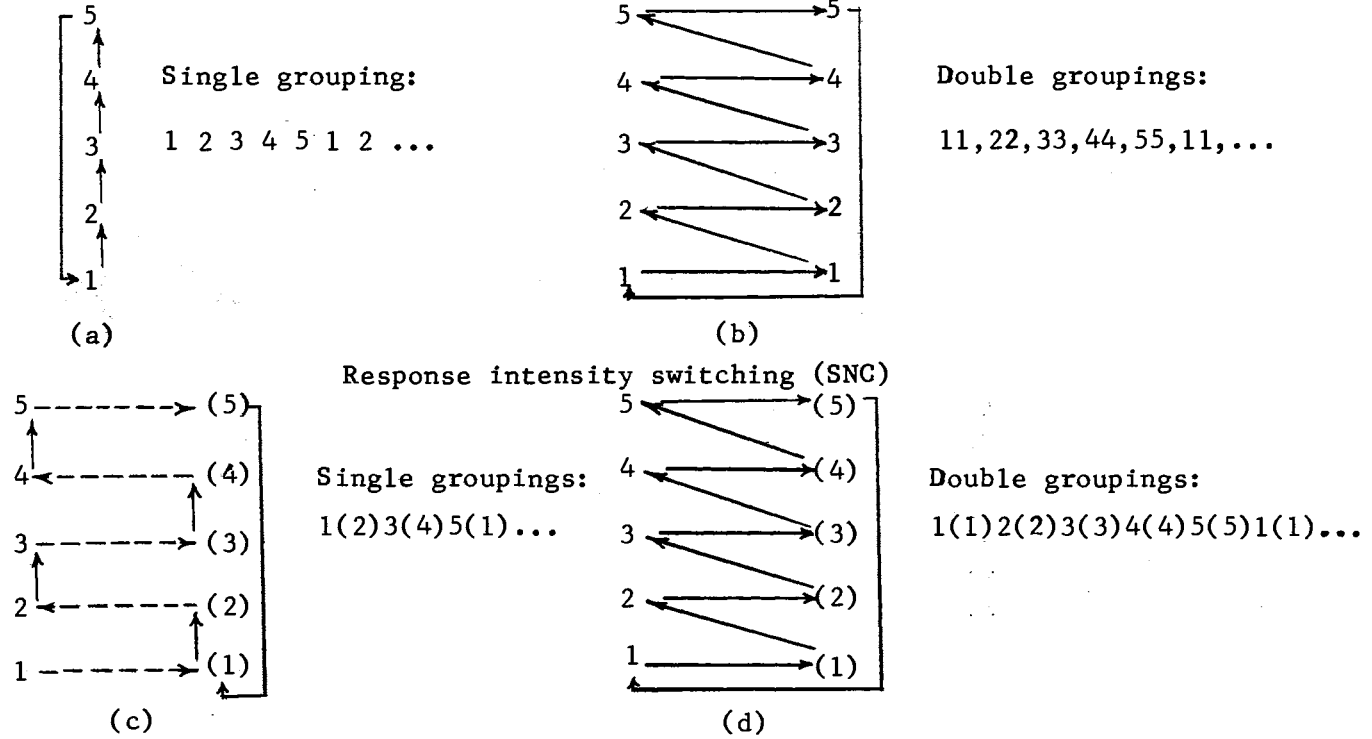 5
4
3
2
1
Single grouping:
1 2 3 4 5 1 2 ...
(a)
5 5
4 4
3 3
2 2
1 1
Double groupings:
11,22,33,44,55,11,...
(b)
Response intensity switching (SNC)
5 (5)
4 (4)
3 (3)
2 (2)
1 (1)
Single groupings:
1(2)3(4)5(1)...
(c)
5 (5)
4 (4)
3 (3)
2 (2)
1 (1)
Double groupings:
1(1)2(2)3(3)4(4)5(5)1(1)...
(d)